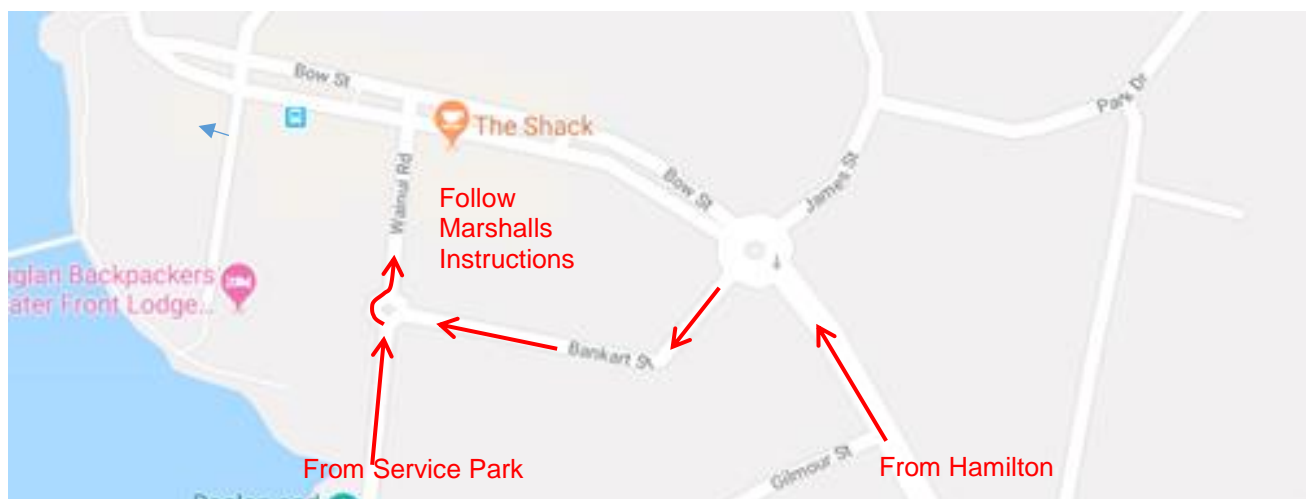 Bow St
The Shack
Park Dr
James St
Bow St
Wainui Rd
Follow
Marshalls
Instructions
aglan Backpackers
ater Front Lodge...
Bankart St
From Service Park
Gilmour St
From Hamilton